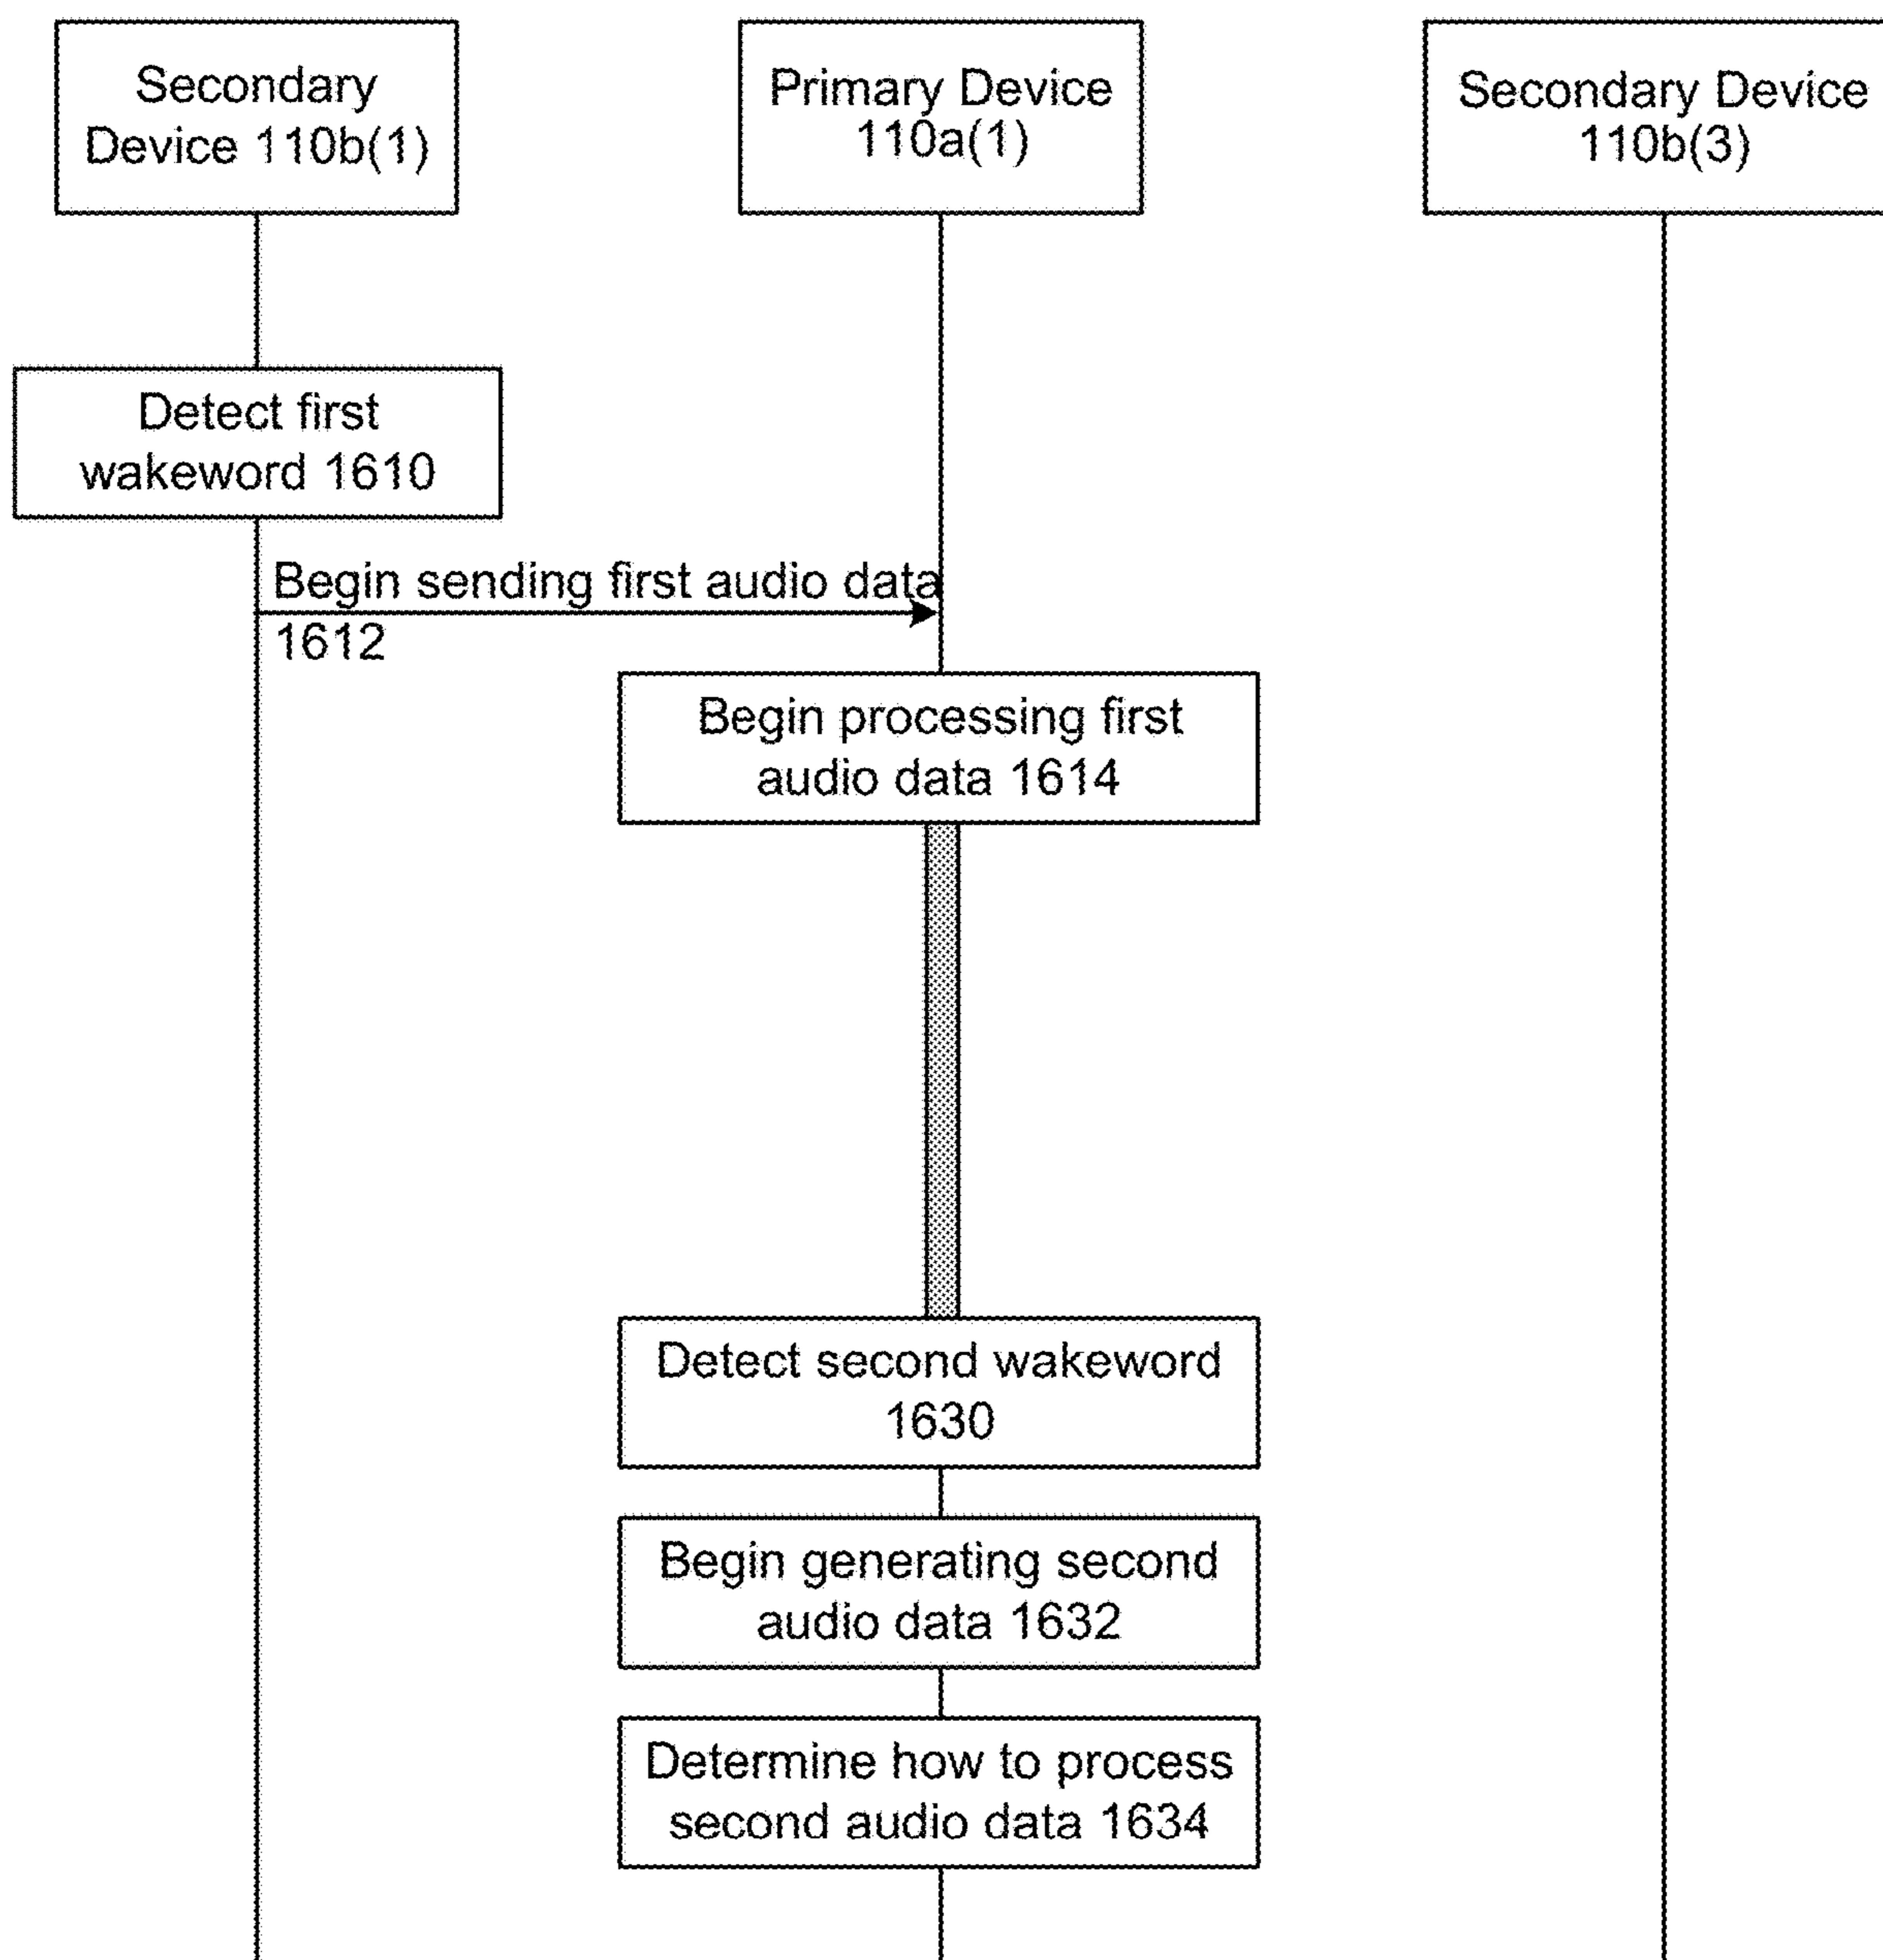 Secondary
Device 110b(1)
Primary Device
110a(1)
Secondary Device
110b(3)
Detect first
wakeword 1610
Begin sending first audio data
1612
Begin processing first
audio data 1614
Detect second wakeword
1630
Begin generating second
audio data 1632
Determine how to process
second audio data 1634